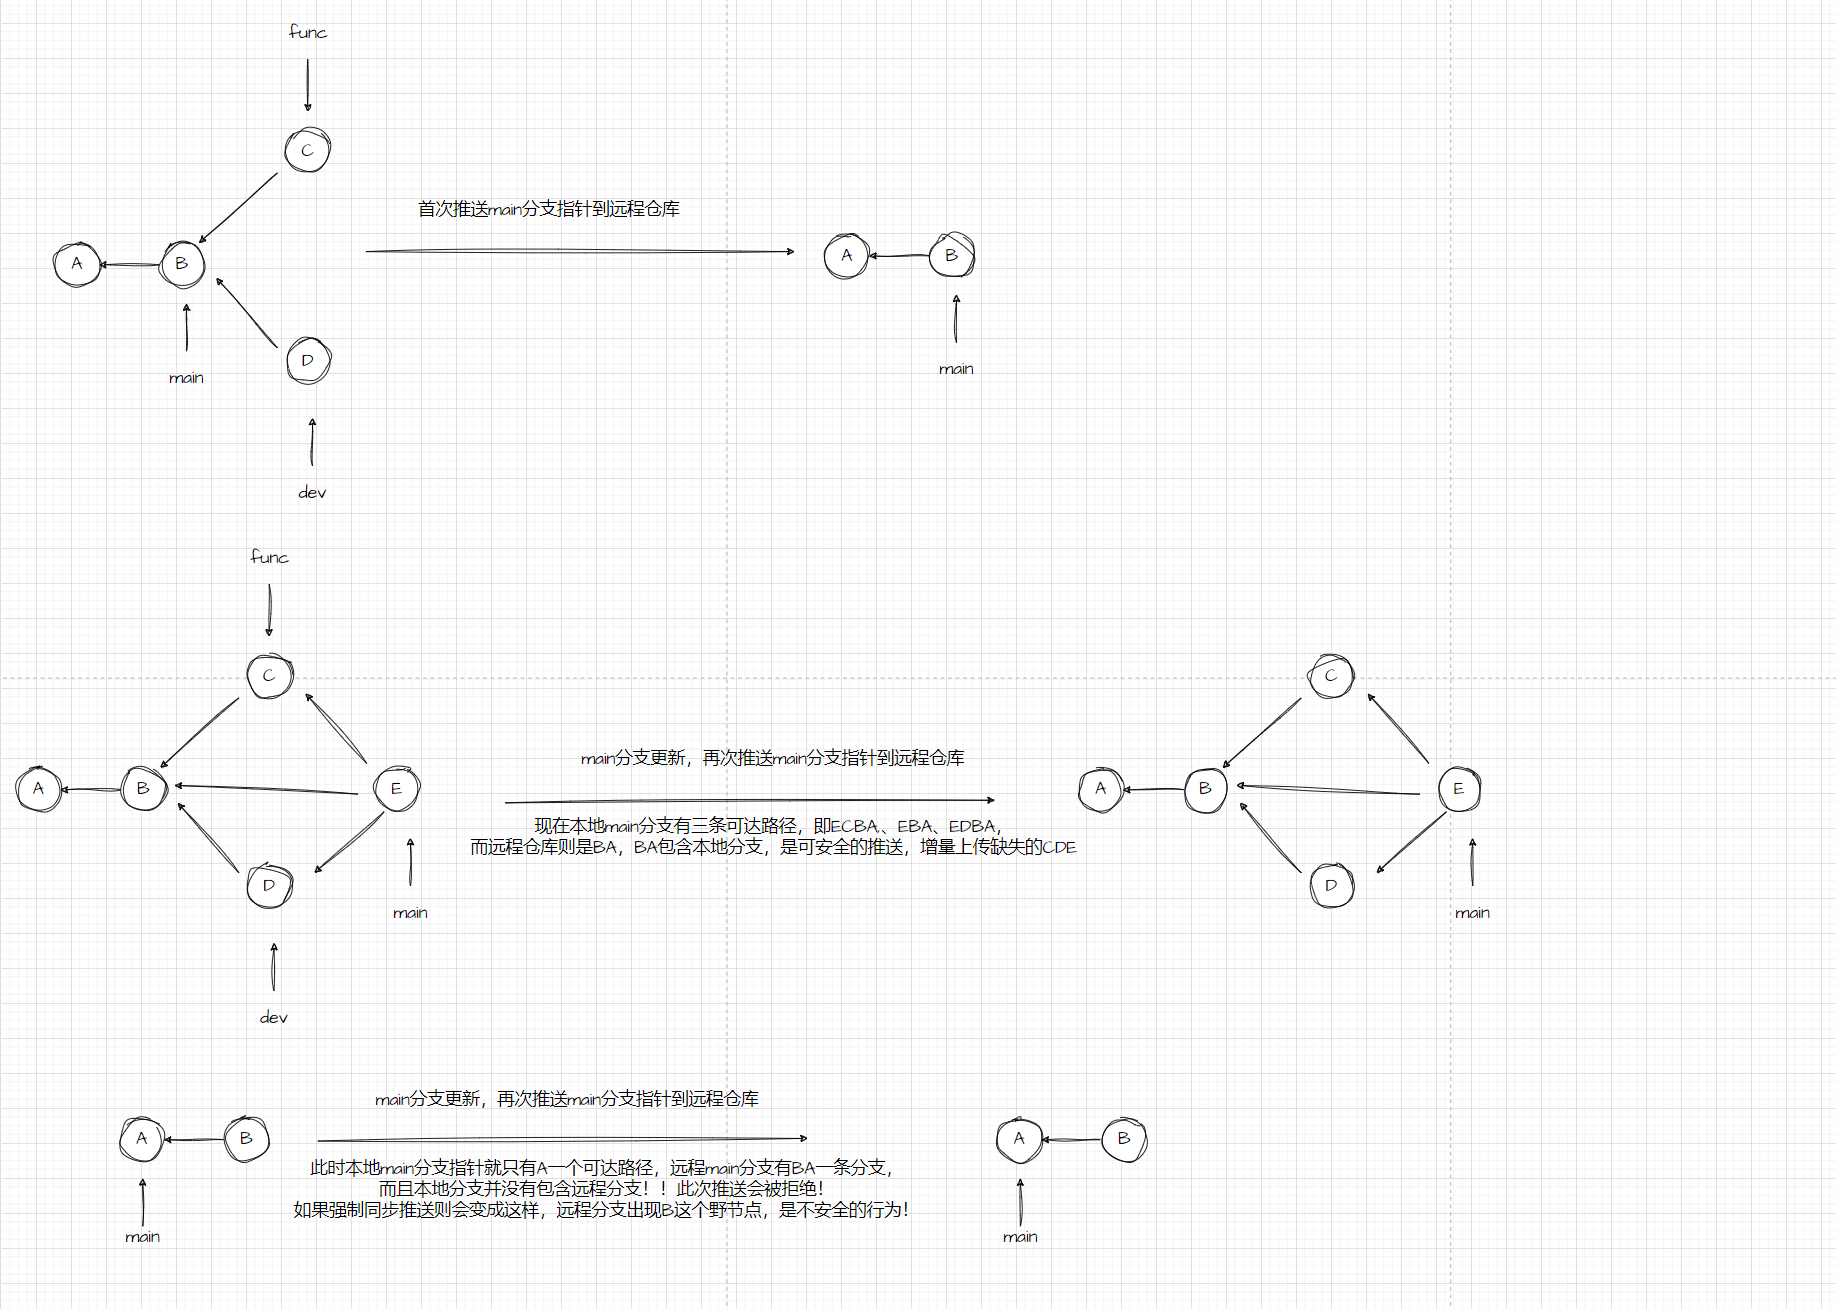 func
C
首次推送main分支指针到远程仓库
A
B
A
B
main
D
main
dev
func
C
C
main分支更新，再次推送main分支指针到远程仓库
A
B
E
A
B
E
现在本地main分支有三条可达路径，即ECBA、EBA、EDBA，
而远程仓库则是BA，BA包含本地分支，是可安全的推送，增量上传缺失的CDE
D
D
main
main
dev
main分支更新，再次推送main分支指针到远程仓库
A
B
A
B
此时本地main分支指针就只有A一个可达路径，远程main分支有BA一条分支，
而且本地分支并没有包含远程分支！！此次推送会被拒绝！
如果强制同步推送则会变成这样，远程分支出现B这个野节点，是不安全的行为！
main
main